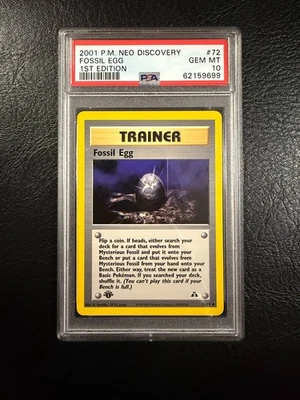 2001 P.M. NEO DISCOVERY #72
FOSSIL EGG GEM MT
1ST EDITION 10
PSA 62159699
TRAINER
Fossil Egg
Flip a coin. If heads, either search your
deck for a card that evolves from
Mysterious Fossil and put it onto your
Bench or put a card that evolves from
Mysterious Fossil from your hand onto your
Bench. Either way, treat the new card as a
Basic Pokémon. If you searched your deck,
shuffle it. (You can't play this card if your
Bench is full.)